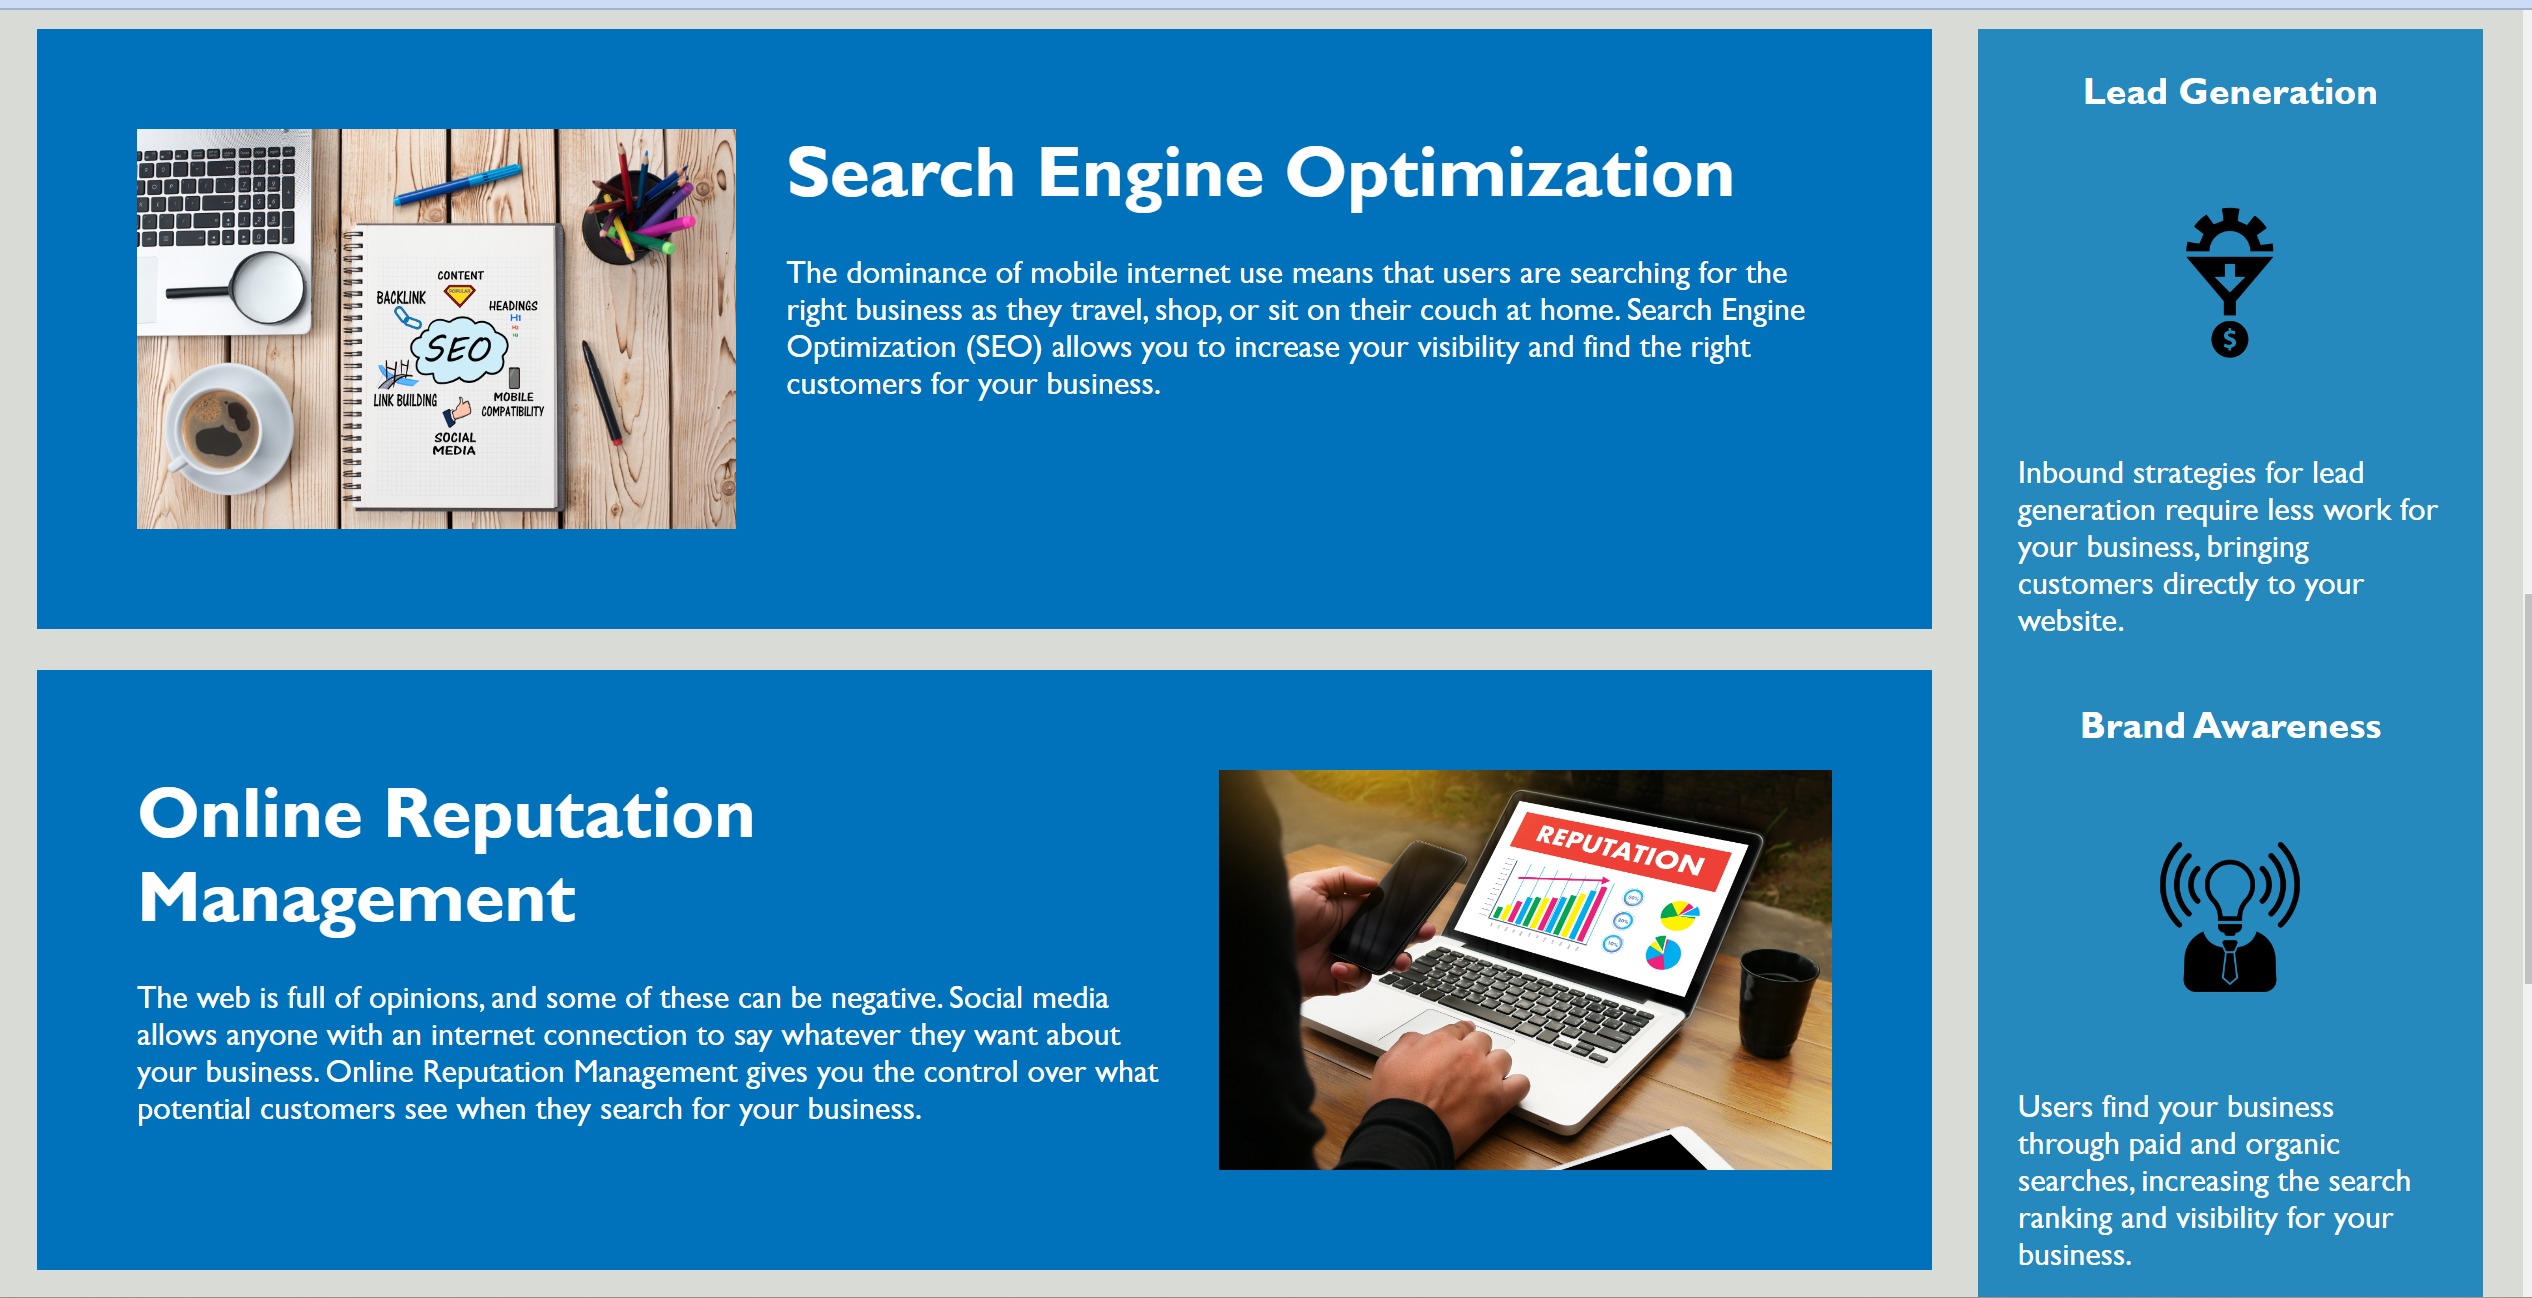 Search Engine Optimization
The dominance of mobile internet use means that users are searching for the
right business as they travel, shop, or sit on their couch at home. Search Engine
Optimization (SEO) allows you to increase your visibility and find the right
customers for your business.
CONTENT
POPULAR
BACKLINK
HEADINGS
H1
H2
H3
SEO
LINK BUILDING
MOBILE
COMPATIBILITY
SOCIAL
MEDIA
Online Reputation
Management
The web is full of opinions, and some of these can be negative. Social media
allows anyone with an internet connection to say whatever they want about
your business. Online Reputation Management gives you the control over what
potential customers see when they search for your business.
REPUTATION
Lead Generation
$
Inbound strategies for lead
generation require less work for
your business, bringing
customers directly to your
website.
Brand Awareness
Users find your business
through paid and organic
searches, increasing the search
ranking and visibility for your
business.